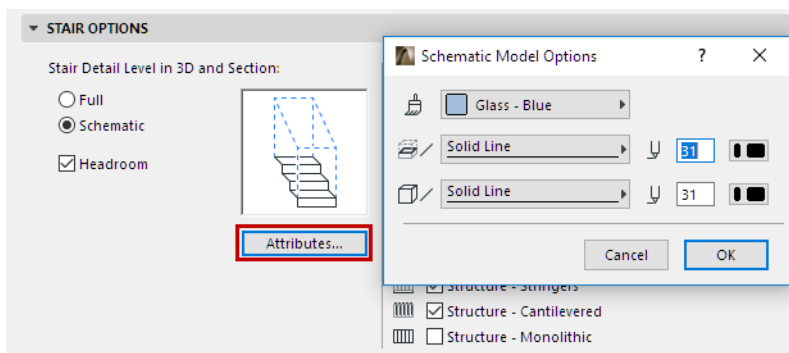 STAIR OPTIONS
Stair Detail Level in 3D and Section:
Full
Schematic
Headroom
Attributes...
Schematic Model Options
?
Glass - Blue
Solid Line
31
Solid Line
31
Cancel
OK
Structure - Stringers
Structure - Cantilevered
Structure - Monolithic